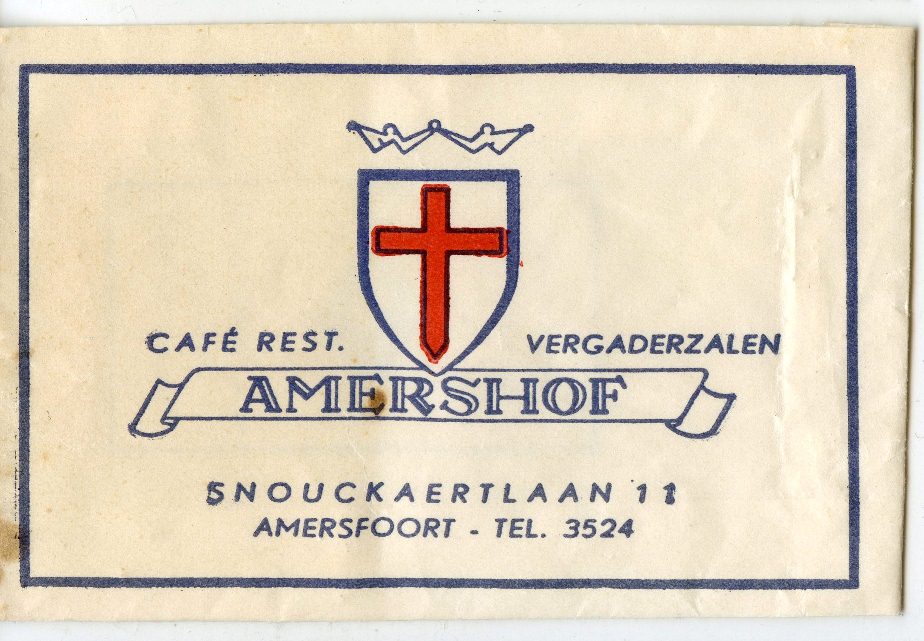 CAFÉ REST. VERGADERZALEN
AMERSHOF
SNOUCKAERTLAAN 11
AMERSFOORT - TEL. 3524